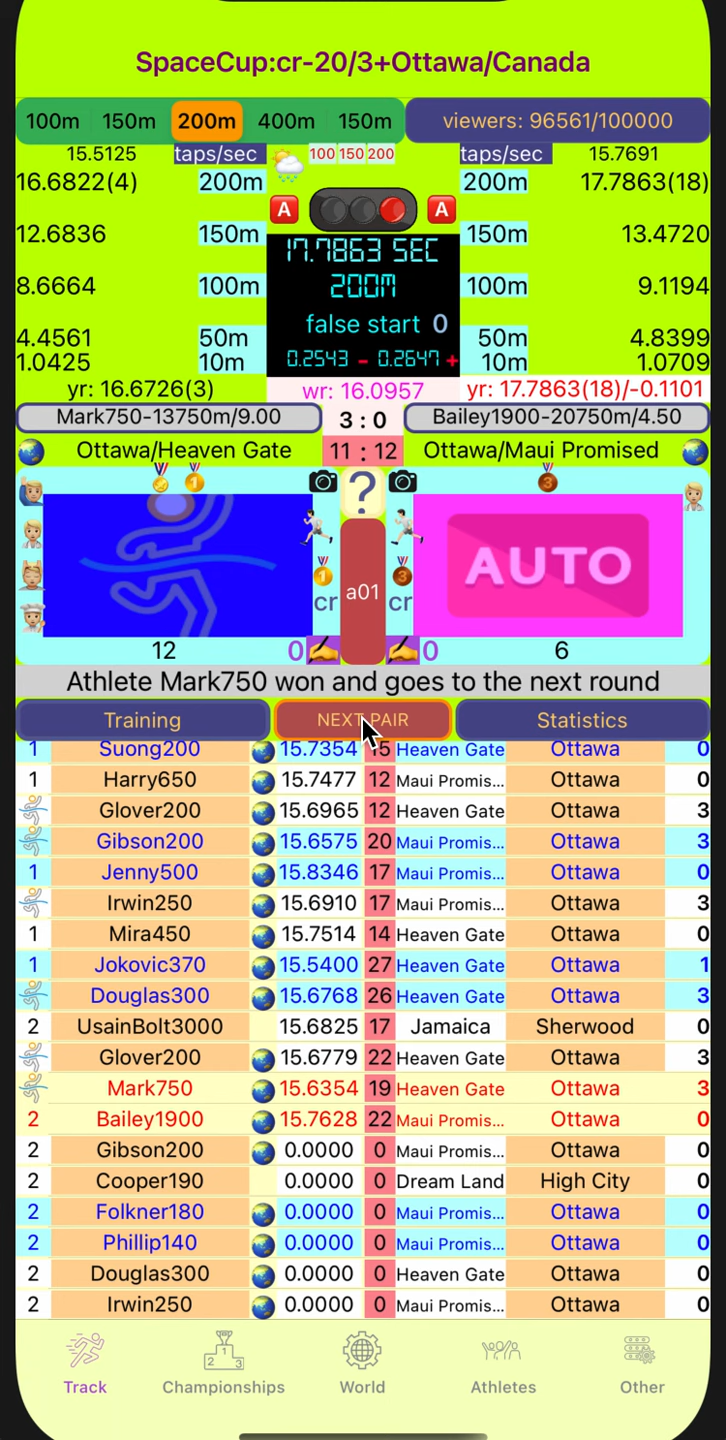 SpaceCup:cr-20/3+Ottawa/Canada
100m 150m 200m 400m 150m viewers: 96561/100000
15.5125 taps/sec 100 150 200 taps/sec 15.7691
16.6822(4) 200m A A 200m 17.7863(18)
12.6836 150m 17.7863 SEC 150m 13.4720
8.6664 100m 200M 100m 9.1194
4.4561 50m false start 0 50m 4.8399
1.0425 10m 0.2543 - 0.2647 + 10m 1.0709
yr: 16.6726(3) wr: 16.0957 yr: 17.7863(18)/-0.1101
Mark750-13750m/9.00 3 : 0 Bailey1900-20750m/4.50
Ottawa/Heaven Gate 11 : 12 Ottawa/Maui Promised
1 ? 3
AUTO
1 a01 3
cr cr
12 0 0 6
Athlete Mark750 won and goes to the next round
Training NEXT PAIR Statistics
1 Suong200 15.7354 15 Heaven Gate Ottawa 0
1 Harry650 15.7477 12 Maui Promis... Ottawa 0
Glover200 15.6965 12 Heaven Gate Ottawa 3
Gibson200 15.6575 20 Maui Promis... Ottawa 3
1 Jenny500 15.8346 17 Maui Promis... Ottawa 0
Irwin250 15.6910 17 Maui Promis... Ottawa 3
1 Mira450 15.7514 14 Heaven Gate Ottawa 0
1 Jokovic370 15.5400 27 Heaven Gate Ottawa 1
Douglas300 15.6768 26 Heaven Gate Ottawa 3
2 UsainBolt3000 15.6825 17 Jamaica Sherwood 0
Glover200 15.6779 22 Heaven Gate Ottawa 3
Mark750 15.6354 19 Heaven Gate Ottawa 3
2 Bailey1900 15.7628 22 Maui Promis... Ottawa 0
2 Gibson200 0.0000 0 Maui Promis... Ottawa 0
2 Cooper190 0.0000 0 Dream Land High City 0
2 Folkner180 0.0000 0 Maui Promis... Ottawa 0
2 Phillip140 0.0000 0 Maui Promis... Ottawa 0
2 Douglas300 0.0000 0 Heaven Gate Ottawa 0
2 Irwin250 0.0000 0 Maui Promis... Ottawa 0
Track Championships World Athletes Other